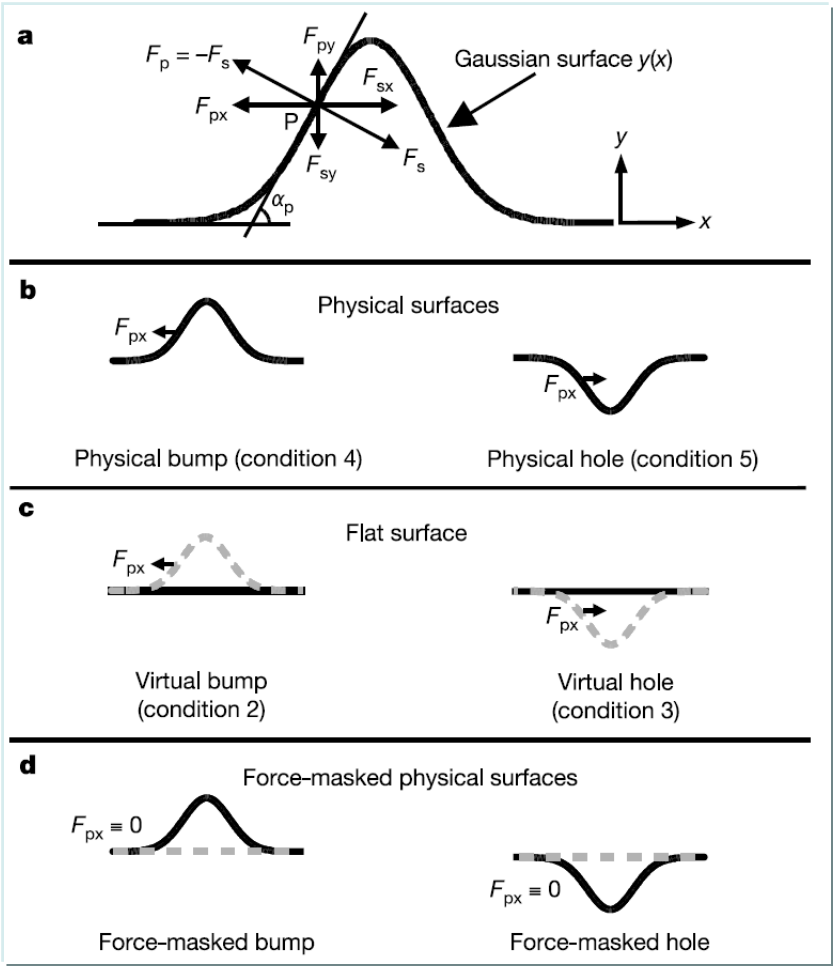 a
F_p = –F_s
F_py
F_sx
Gaussian surface y(x)
F_px
P
F_sy
F_s
α_p
y
x
b
Physical surfaces
F_px
F_px
Physical bump (condition 4)
Physical hole (condition 5)
c
Flat surface
F_px
F_px
Virtual bump
(condition 2)
Virtual hole
(condition 3)
d
Force-masked physical surfaces
F_px ≡ 0
F_px ≡ 0
Force-masked bump
Force-masked hole